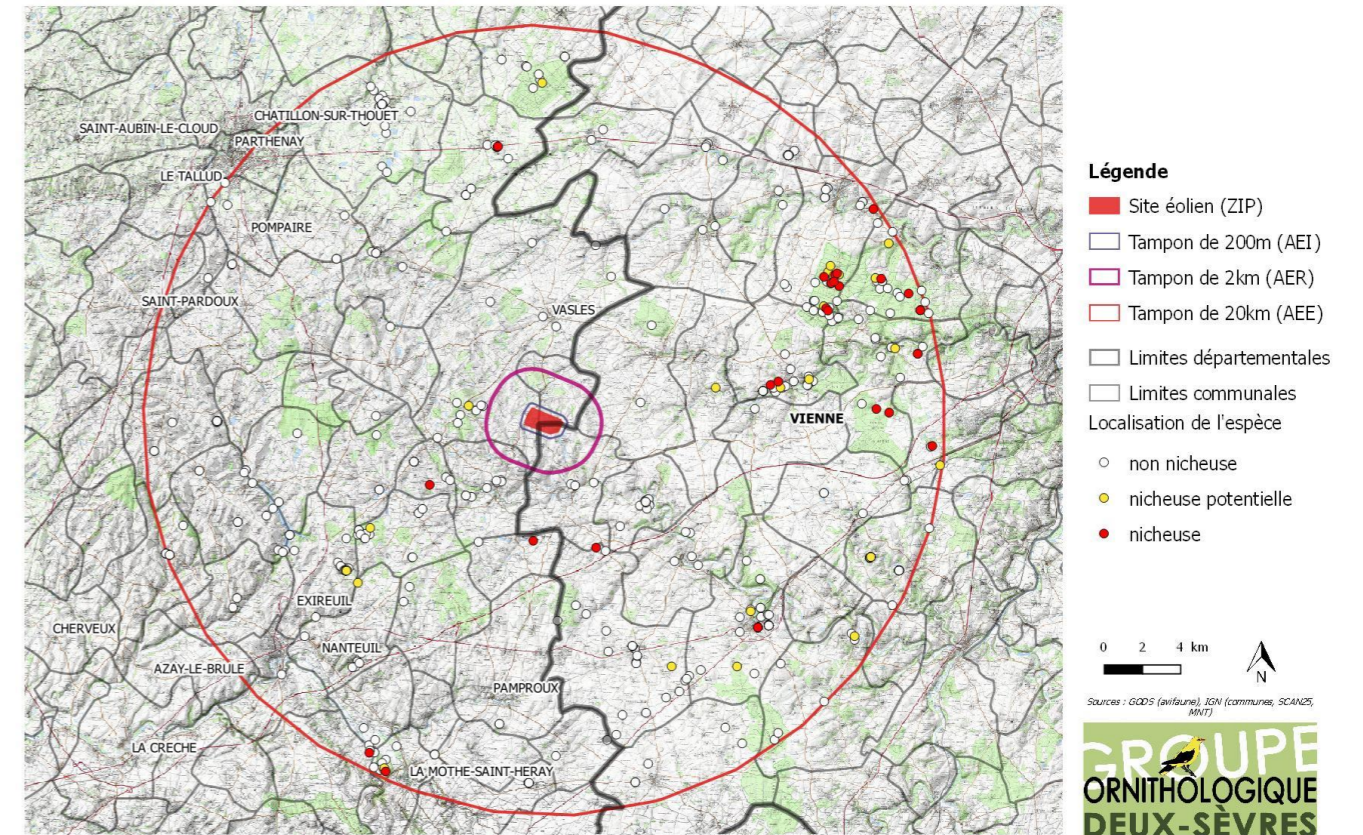 CHATILLON-SUR-THOUET
SAINT-AUBIN-LE-CLOUD
PARTHENAY
LE TALLUD
POMPAIRE
SAINT-PARDOUX
VASLES
VIENNE
EXIREUIL
CHERVEUX
NANTEUIL
AZAY-LE-BRULE
PAMPROUX
LA CRECHE
LA MOTHE-SAINT-HERAY
Légende
Site éolien (ZIP)
Tampon de 200m (AEI)
Tampon de 2km (AER)
Tampon de 20km (AEE)
Limites départementales
Limites communales
Localisation de l'espèce
non nicheuse
nicheuse potentielle
nicheuse
0 2 4 km
N
Sources : GODS (avifaune), IGN (communes, SCAN25,
MNT)
GROUPE
ORNITHOLOGIQUE
DEUX-SÈVRES